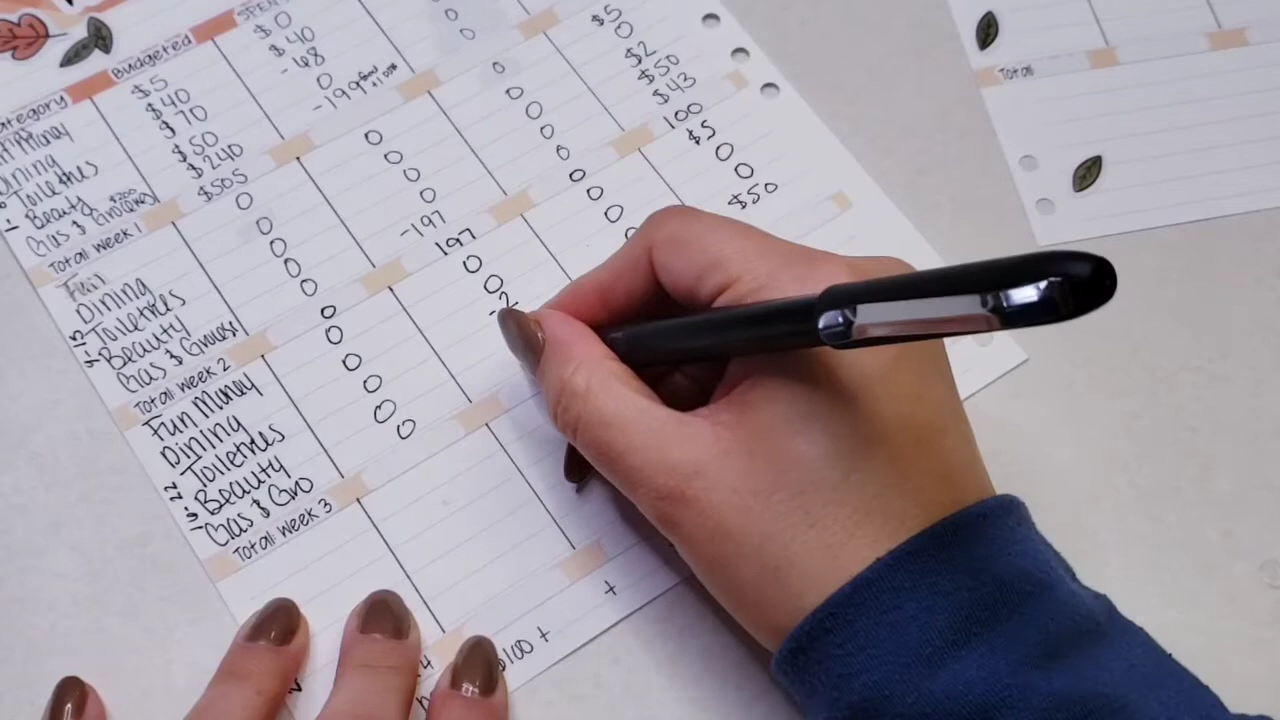 Category Budgeted SPENT
Fun Money $5 $0 0 $5
Dining $40 $40 0 0
Toiletries $70 -68 0 $2
Beauty $50 0 0 $50
Gas & Groceries $200 $240 -199 0 $43
Total Week 1 $505 100
Fun 0 0 0 $5
Dining 0 0 0 0
Toiletries 0 0 0 0
Beauty 0 -197 0 $50
Gas & Groceries 0 197 0
Total: Week 2 0 0
Fun Money 0 0
Dining 0 -2
Toiletries 0
Beauty 0
Gas & Gro 0
Total: Week 3
+
$100 +
Total